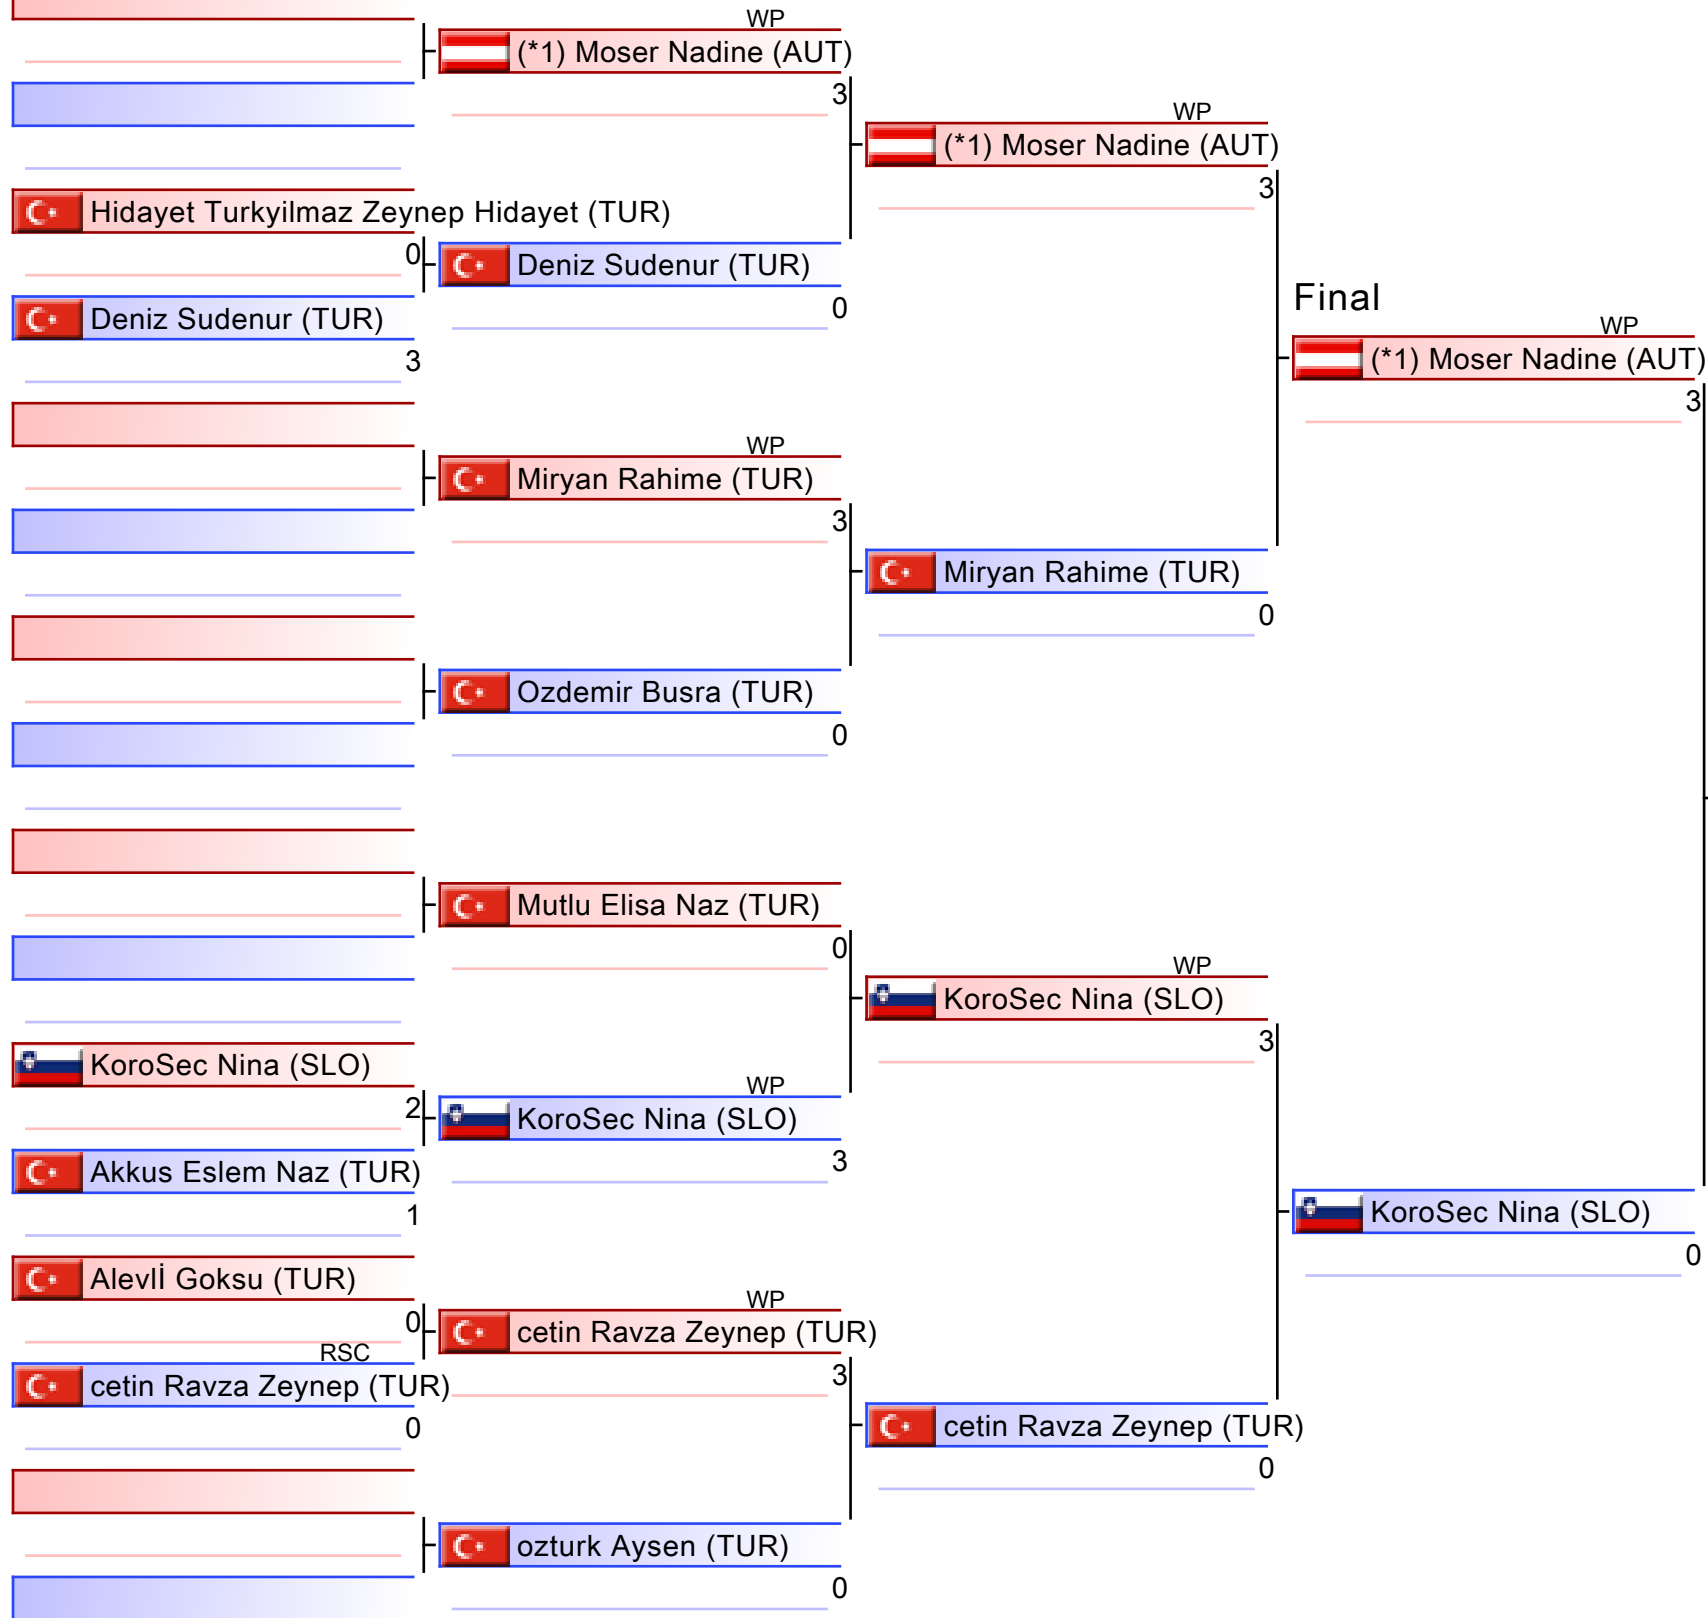 WP
(*1) Moser Nadine (AUT)
3
WP
(*1) Moser Nadine (AUT)
3
Hidayet Turkyilmaz Zeynep Hidayet (TUR)
0
Deniz Sudenur (TUR)
0
Deniz Sudenur (TUR)
3
Final
WP
(*1) Moser Nadine (AUT)
3
WP
Miryan Rahime (TUR)
3
Miryan Rahime (TUR)
0
Ozdemir Busra (TUR)
0
Mutlu Elisa Naz (TUR)
0
WP
KoroSec Nina (SLO)
3
KoroSec Nina (SLO)
2
WP
KoroSec Nina (SLO)
3
Akkus Eslem Naz (TUR)
1
KoroSec Nina (SLO)
0
Alevlİ Goksu (TUR)
0
WP
cetin Ravza Zeynep (TUR)
3
RSC
cetin Ravza Zeynep (TUR)
0
cetin Ravza Zeynep (TUR)
0
ozturk Aysen (TUR)
0